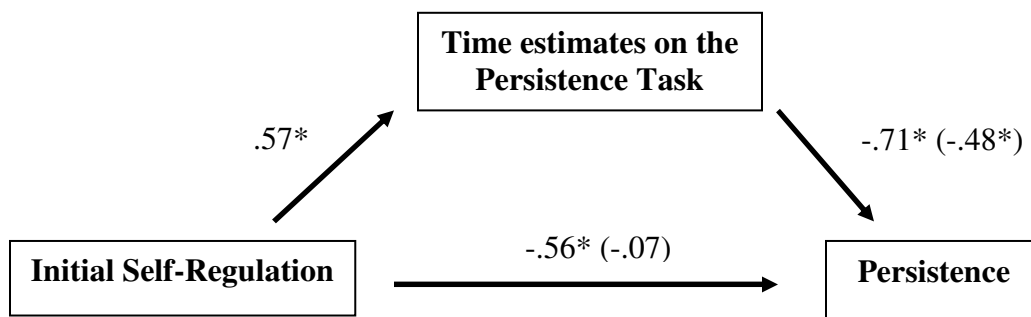 Time estimates on the
Persistence Task
.57*
-.71* (-.48*)
-.56* (-.07)
Initial Self-Regulation
Persistence